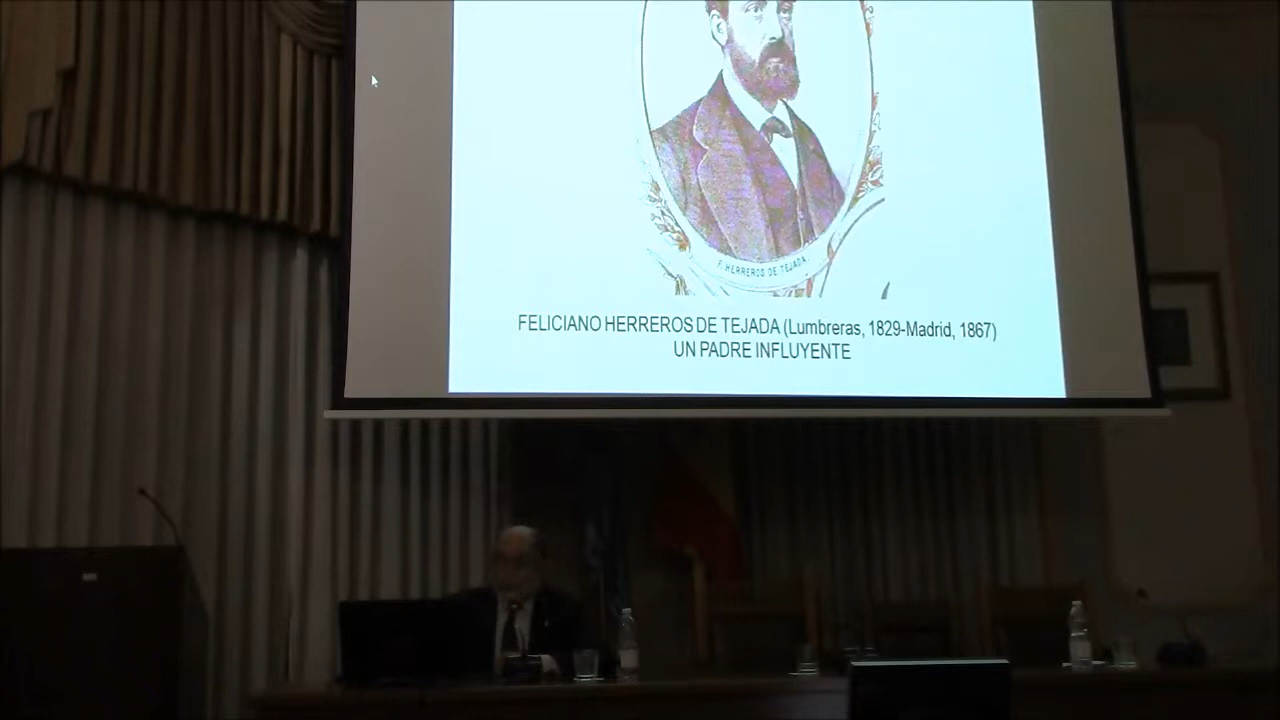 F. HERREROS DE TEJADA.
FELICIANO HERREROS DE TEJADA (Lumbreras, 1829-Madrid, 1867)
UN PADRE INFLUYENTE